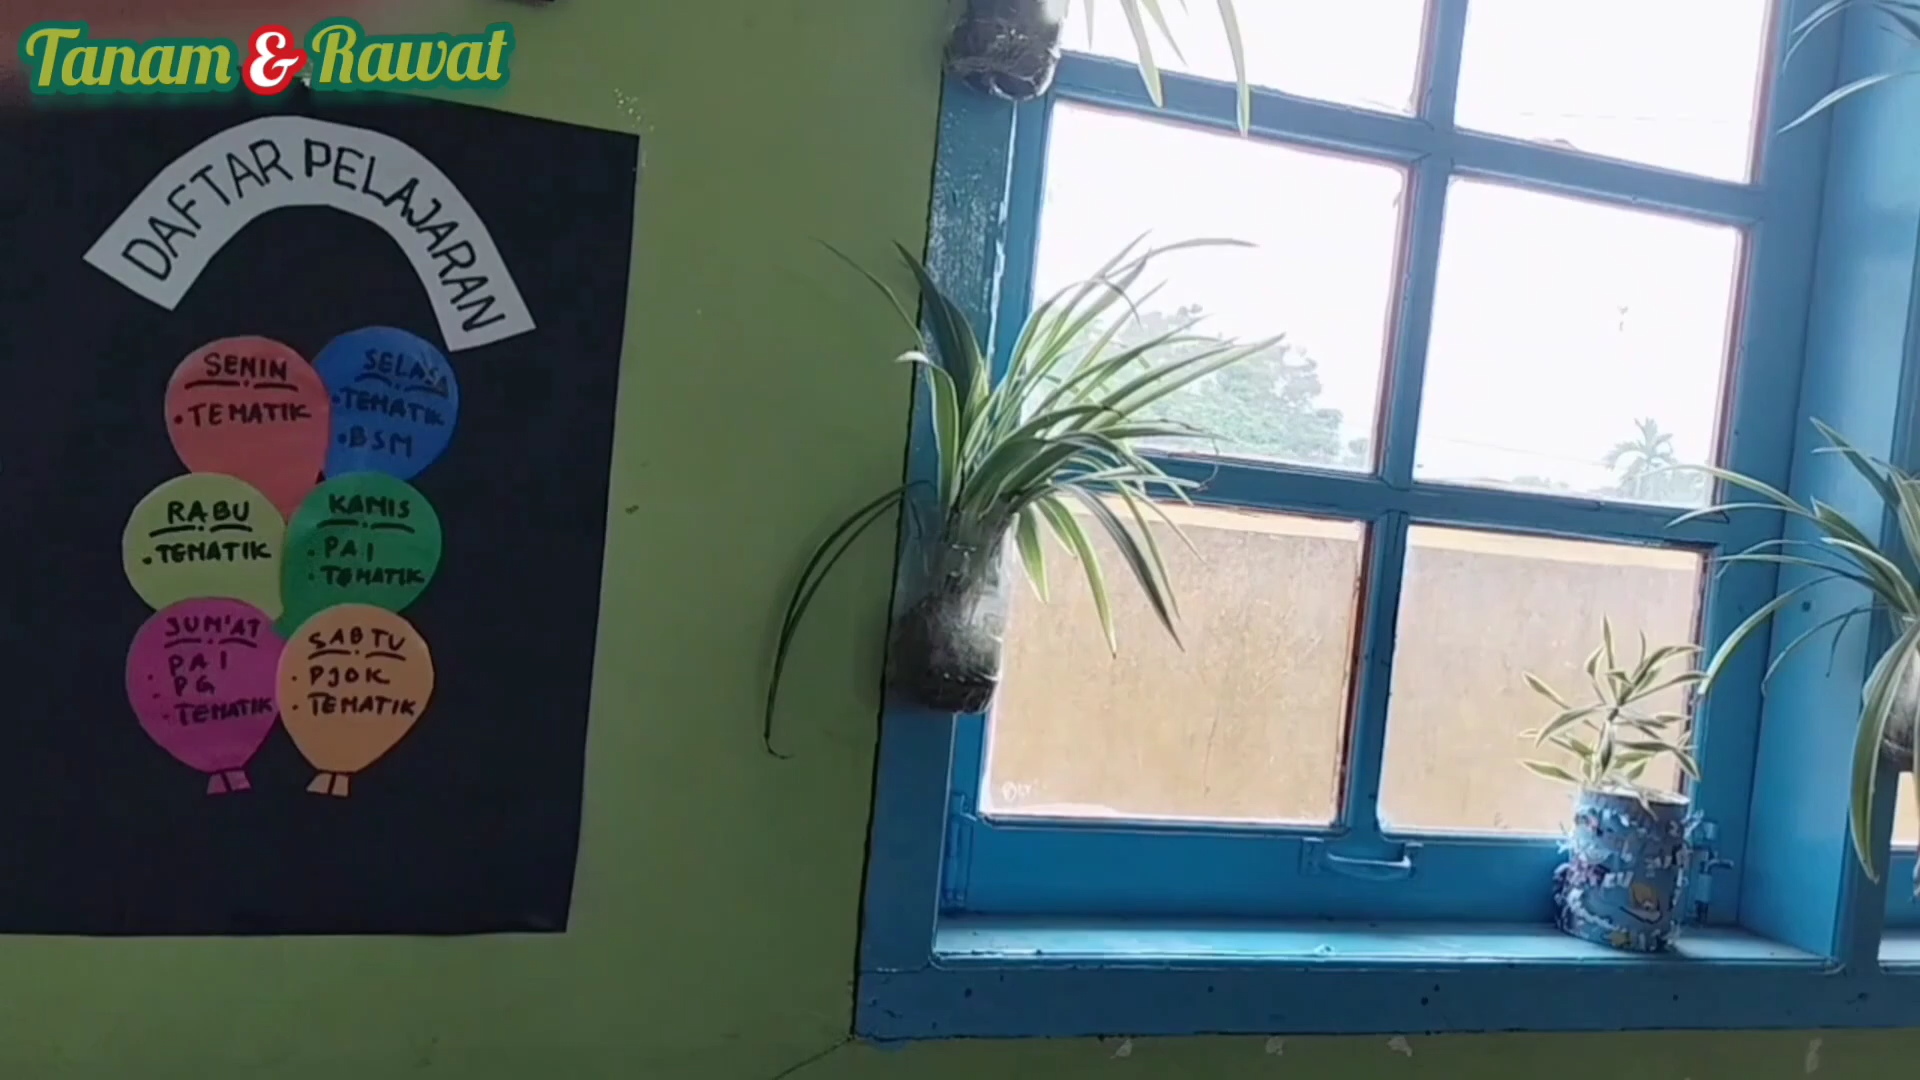 Tanam & Rawat
DAFTAR PELAJARAN
SENIN
• TEMATIK
SELASA
• TEMATIK
• BSM
RABU
• TEMATIK
KAMIS
• PAI
• TEMATIK
JUM'AT
• PAI
• PG
• TEMATIK
SABTU
• PJOK
• TEMATIK